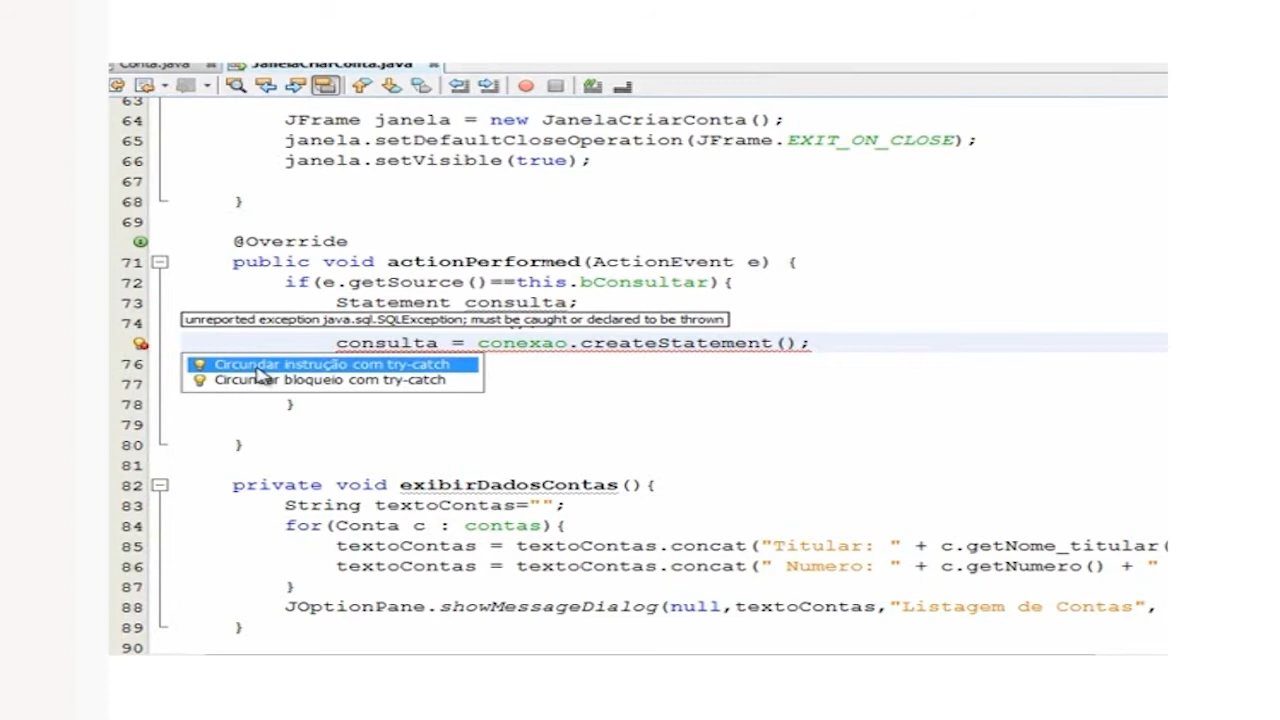 Conta.java JanelaCriarConta.java
63
64 JFrame janela = new JanelaCriarConta();
65 janela.setDefaultCloseOperation(JFrame.EXIT_ON_CLOSE);
66 janela.setVisible(true);
67
68 }
69
@Override
71 public void actionPerformed(ActionEvent e) {
72 if(e.getSource()==this.bConsultar){
73 Statement consulta;
74 unreported exception java.sql.SQLException; must be caught or declared to be thrown
consulta = conexao.createStatement();
76 Circundar instrução com try-catch
77 Circundar bloqueio com try-catch
78 }
79
80 }
81
82 private void exibirDadosContas(){
83 String textoContas="";
84 for(Conta c : contas){
85 textoContas = textoContas.concat("Titular: " + c.getNome_titular(
86 textoContas = textoContas.concat(" Numero: " + c.getNumero() + "
87 }
88 JOptionPane.showMessageDialog(null,textoContas,"Listagem de Contas",
89 }
90